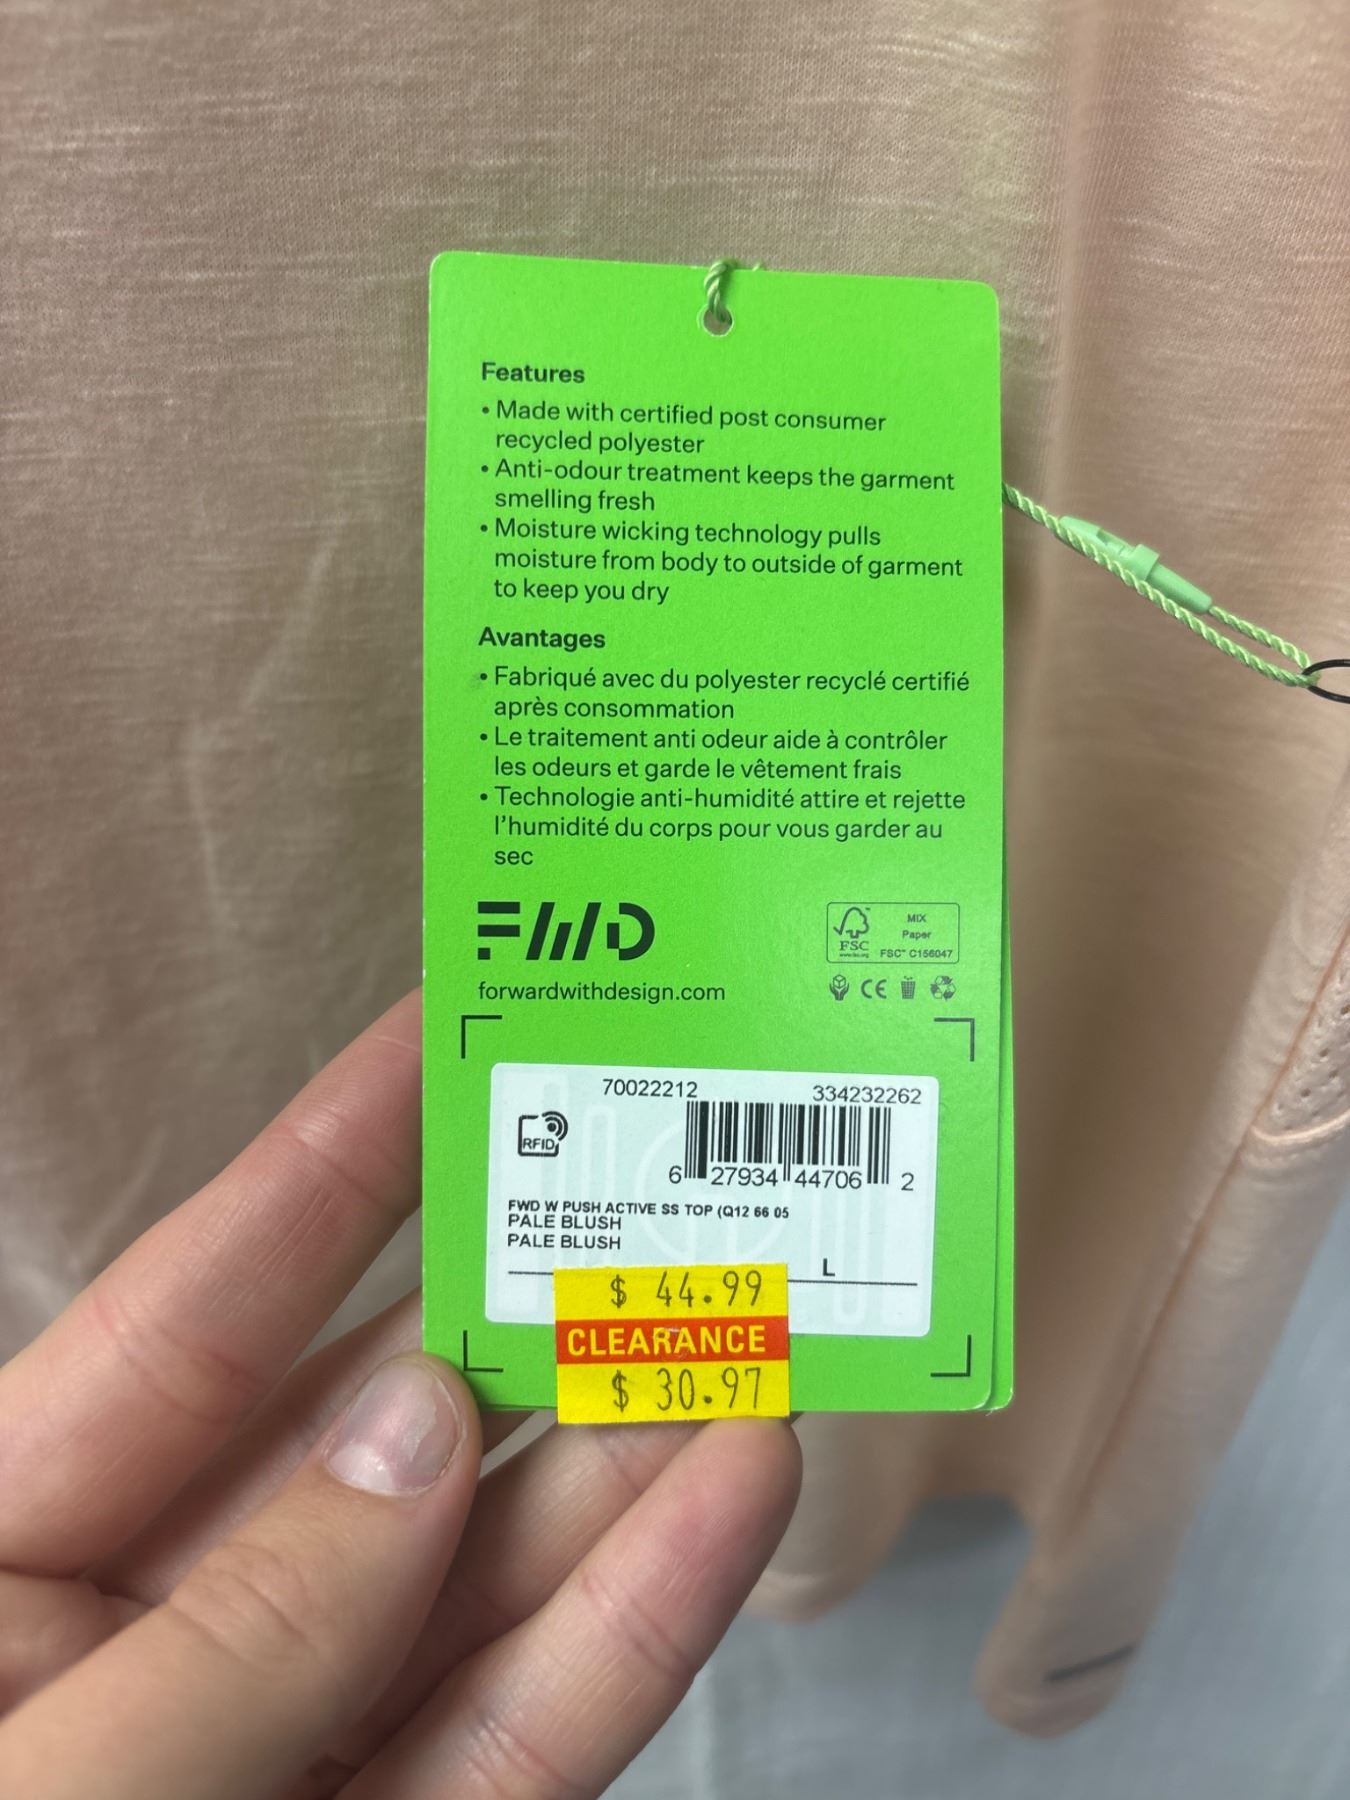 Features
• Made with certified post consumer
recycled polyester
• Anti-odour treatment keeps the garment
smelling fresh
• Moisture wicking technology pulls
moisture from body to outside of garment
to keep you dry
Avantages
• Fabriqué avec du polyester recyclé certifié
après consommation
• Le traitement anti odeur aide à contrôler
les odeurs et garde le vêtement frais
• Technologie anti-humidité attire et rejette
l'humidité du corps pour vous garder au
sec
FWD
FSC
www.fsc.org
MIX
Paper
FSC™ C156047
forwardwithdesign.com
CE
70022212 334232262
RFID
6 27934 44706 2
FWD W PUSH ACTIVE SS TOP (Q12 66 05
PALE BLUSH
PALE BLUSH
L
$ 44.99
CLEARANCE
$ 30.97